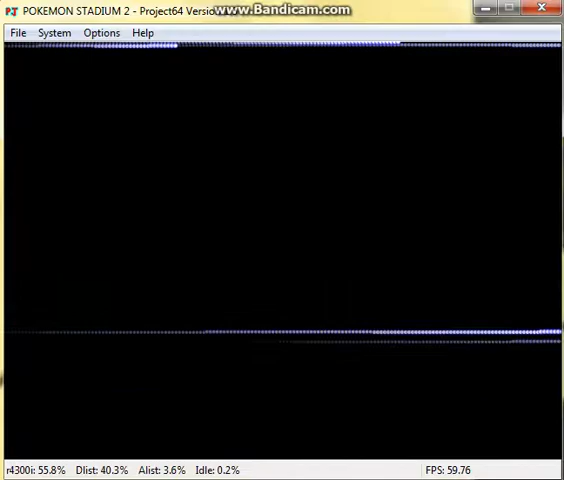 POKEMON STADIUM 2 - Project64 Versio
www.Bandicam.com
File System Options Help
r4300i: 55.8% Dlist: 40.3% Alist: 3.6% Idle: 0.2% FPS: 59.76